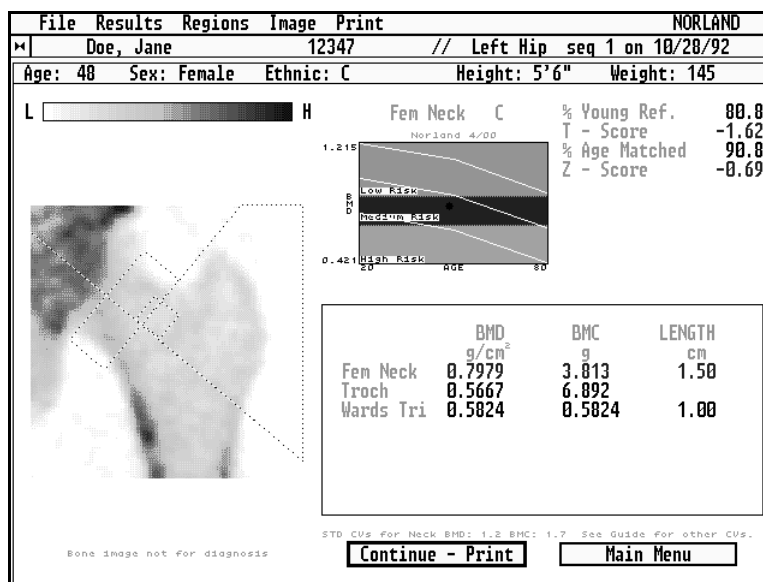 File Results Regions Image Print NORLAND
Doe, Jane 12347 // Left Hip seq 1 on 10/28/92
Age: 48 Sex: Female Ethnic: C Height: 5'6" Weight: 145
L H
Fem Neck C
Norland 4/00
% Young Ref. 80.8
T - Score -1.62
% Age Matched 90.8
Z - Score -0.69
1.215
BMD
Low Risk
Medium Risk
High Risk
0.421
20 AGE 80
BMD BMC LENGTH
g/cm² g cm
Fem Neck 0.7979 3.813 1.50
Troch 0.5667 6.892
Wards Tri 0.5824 0.5824 1.00
STD CVs for Neck BMD: 1.2 BMC: 1.7 See Guide for other CVs.
Bone image not for diagnosis
Continue - Print Main Menu